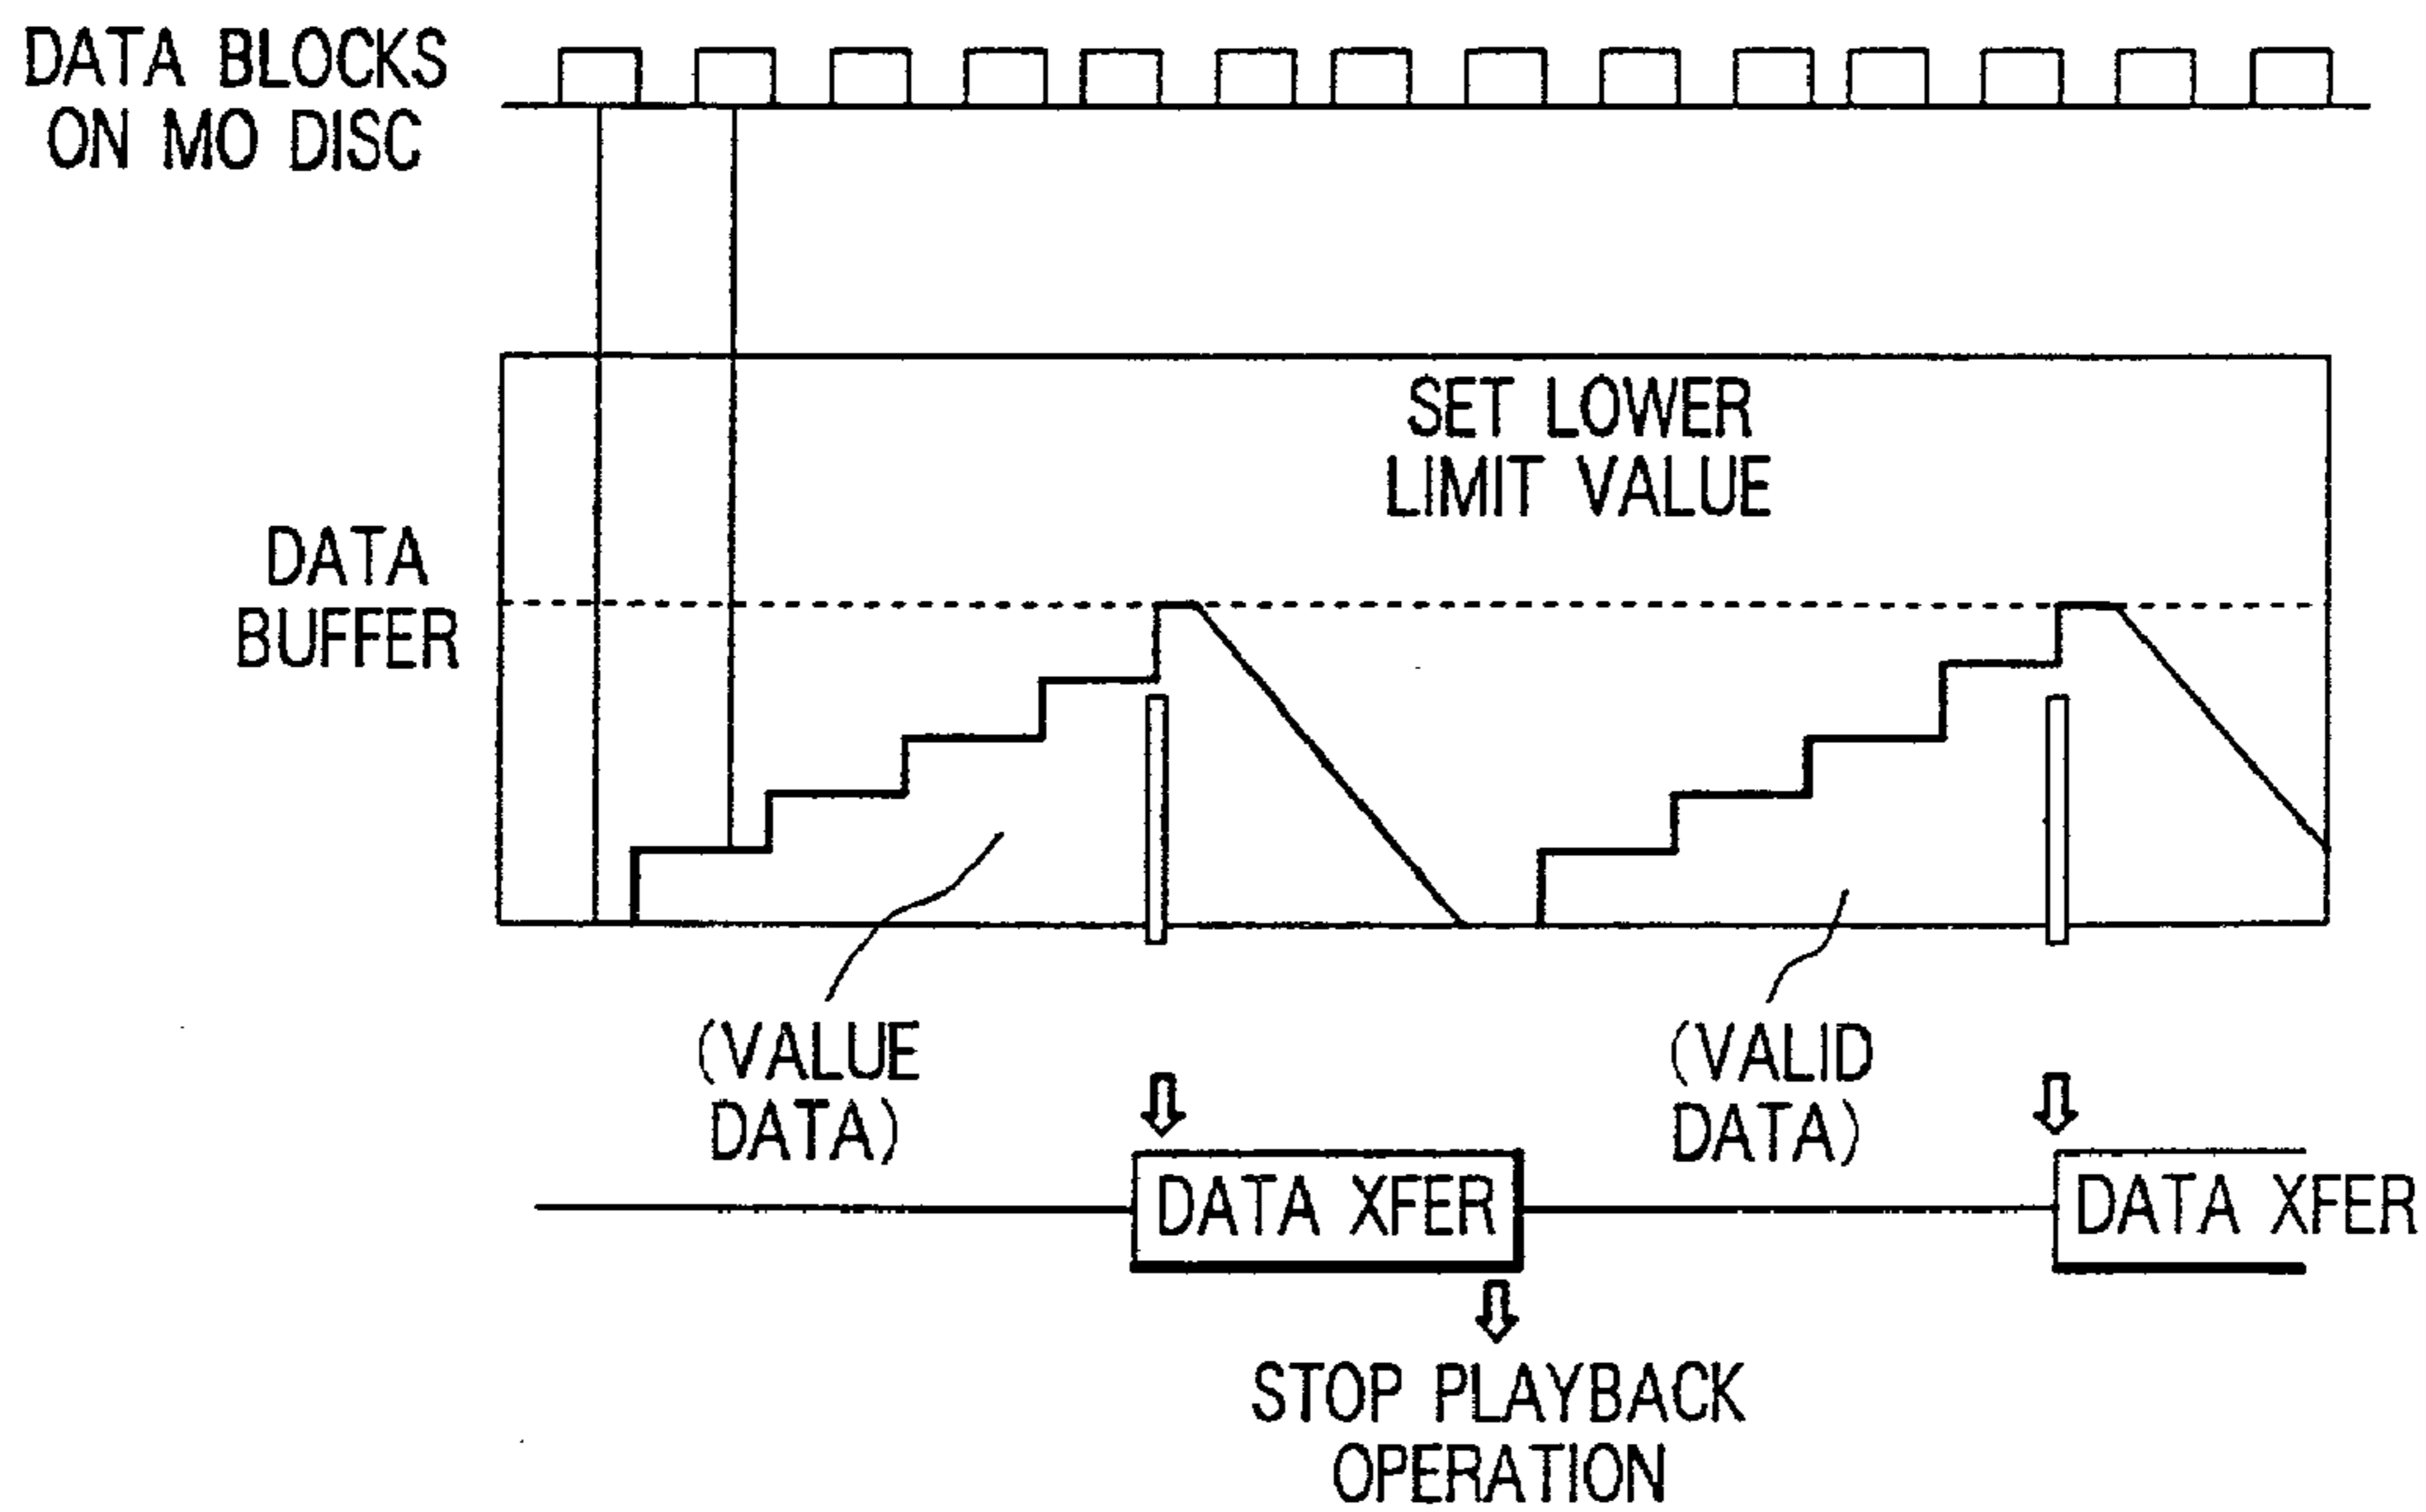 DATA BLOCKS
ON MO DISC
SET LOWER
LIMIT VALUE
DATA
BUFFER
(VALUE
DATA)
(VALID
DATA)
DATA XFER
DATA XFER
STOP PLAYBACK
OPERATION